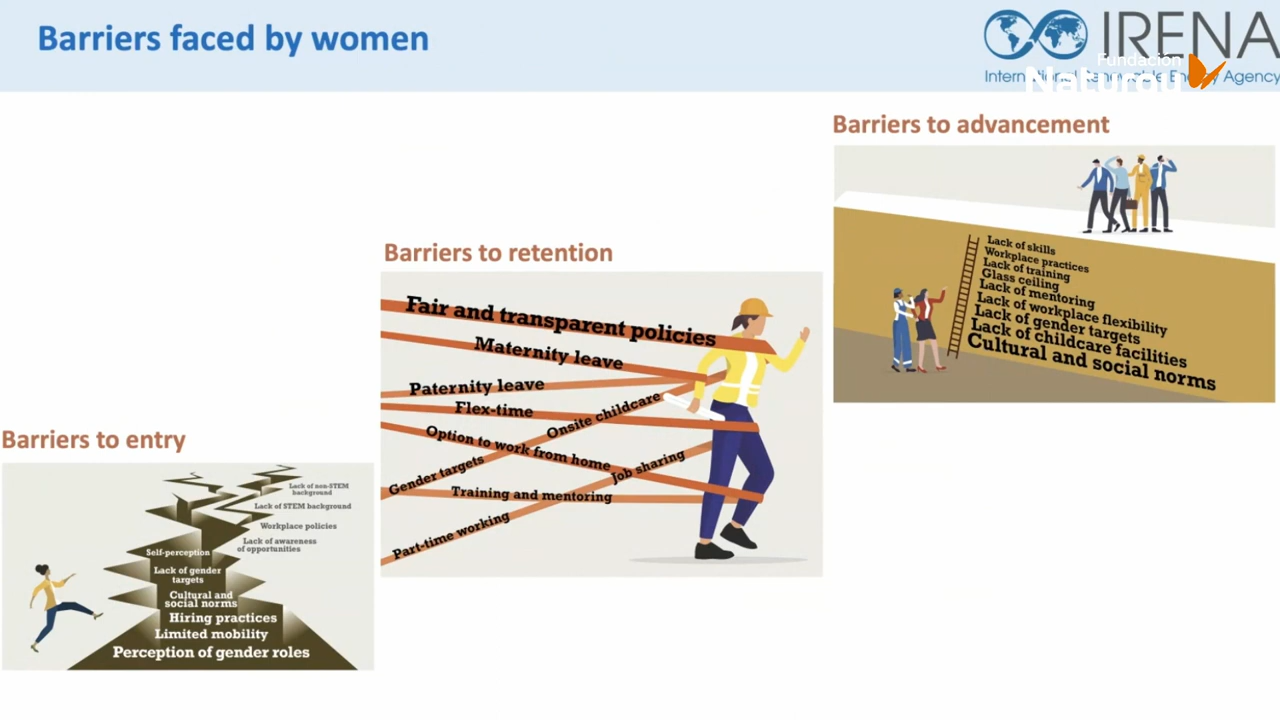 Barriers faced by women
IRENA
International Renewable Energy Agency
Fundación
Naturgy
Barriers to advancement
Lack of skills
Workplace practices
Lack of training
Glass ceiling
Lack of mentoring
Lack of workplace flexibility
Lack of gender targets
Lack of childcare facilities
Cultural and social norms
Barriers to retention
Fair and transparent policies
Maternity leave
Paternity leave
Flex-time
Onsite childcare
Option to work from home
Gender targets
Job sharing
Training and mentoring
Part-time working
Barriers to entry
Lack of non-STEM
background
Lack of STEM background
Workplace policies
Lack of awareness
of opportunities
Self-perception
Lack of gender
targets
Cultural and
social norms
Hiring practices
Limited mobility
Perception of gender roles